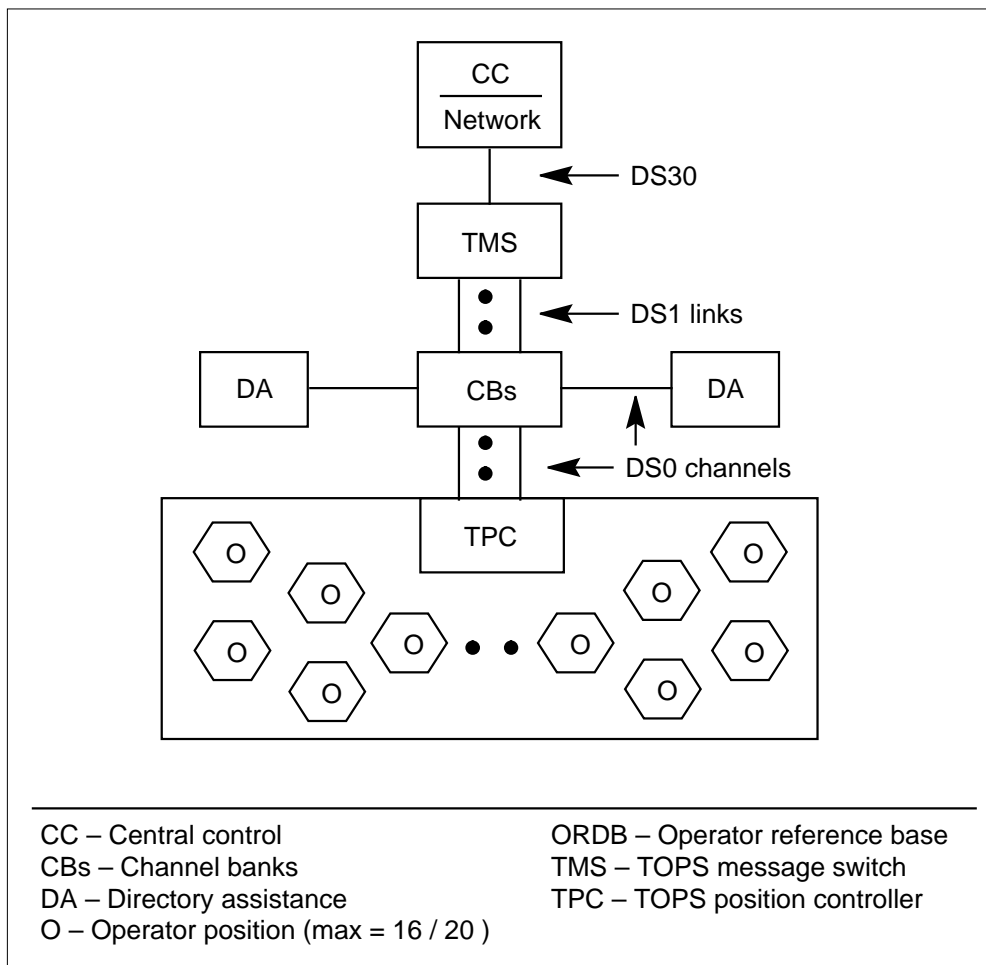 CC
Network
DS30
TMS
DS1 links
DA
CBs
DA
DS0 channels
TPC
O
O
O
O
O
O
O
O
O
O
CC – Central control
CBs – Channel banks
DA – Directory assistance
O – Operator position (max = 16 / 20 )
ORDB – Operator reference base
TMS – TOPS message switch
TPC – TOPS position controller